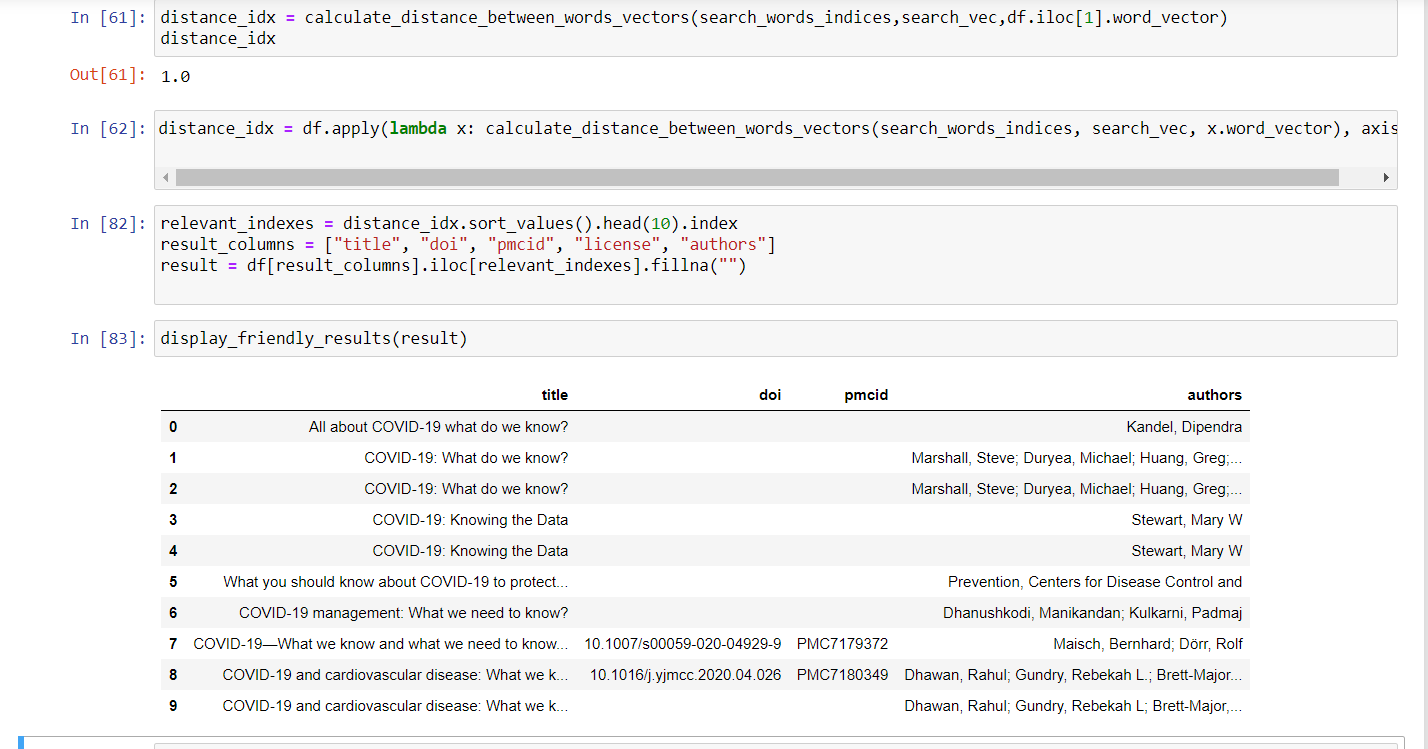 In [61]: distance_idx = calculate_distance_between_words_vectors(search_words_indices,search_vec,df.iloc[1].word_vector)
distance_idx
Out[61]: 1.0
In [62]: distance_idx = df.apply(lambda x: calculate_distance_between_words_vectors(search_words_indices, search_vec, x.word_vector), axis
In [82]: relevant_indexes = distance_idx.sort_values().head(10).index
result_columns = ["title", "doi", "pmcid", "license", "authors"]
result = df[result_columns].iloc[relevant_indexes].fillna("")
In [83]: display_friendly_results(result)
title doi pmcid authors
0 All about COVID-19 what do we know? Kandel, Dipendra
1 COVID-19: What do we know? Marshall, Steve; Duryea, Michael; Huang, Greg;...
2 COVID-19: What do we know? Marshall, Steve; Duryea, Michael; Huang, Greg;...
3 COVID-19: Knowing the Data Stewart, Mary W
4 COVID-19: Knowing the Data Stewart, Mary W
5 What you should know about COVID-19 to protect... Prevention, Centers for Disease Control and
6 COVID-19 management: What we need to know? Dhanushkodi, Manikandan; Kulkarni, Padmaj
7 COVID-19—What we know and what we need to know... 10.1007/s00059-020-04929-9 PMC7179372 Maisch, Bernhard; Dörr, Rolf
8 COVID-19 and cardiovascular disease: What we k... 10.1016/j.yjmcc.2020.04.026 PMC7180349 Dhawan, Rahul; Gundry, Rebekah L.; Brett-Major...
9 COVID-19 and cardiovascular disease: What we k... Dhawan, Rahul; Gundry, Rebekah L; Brett-Major,...